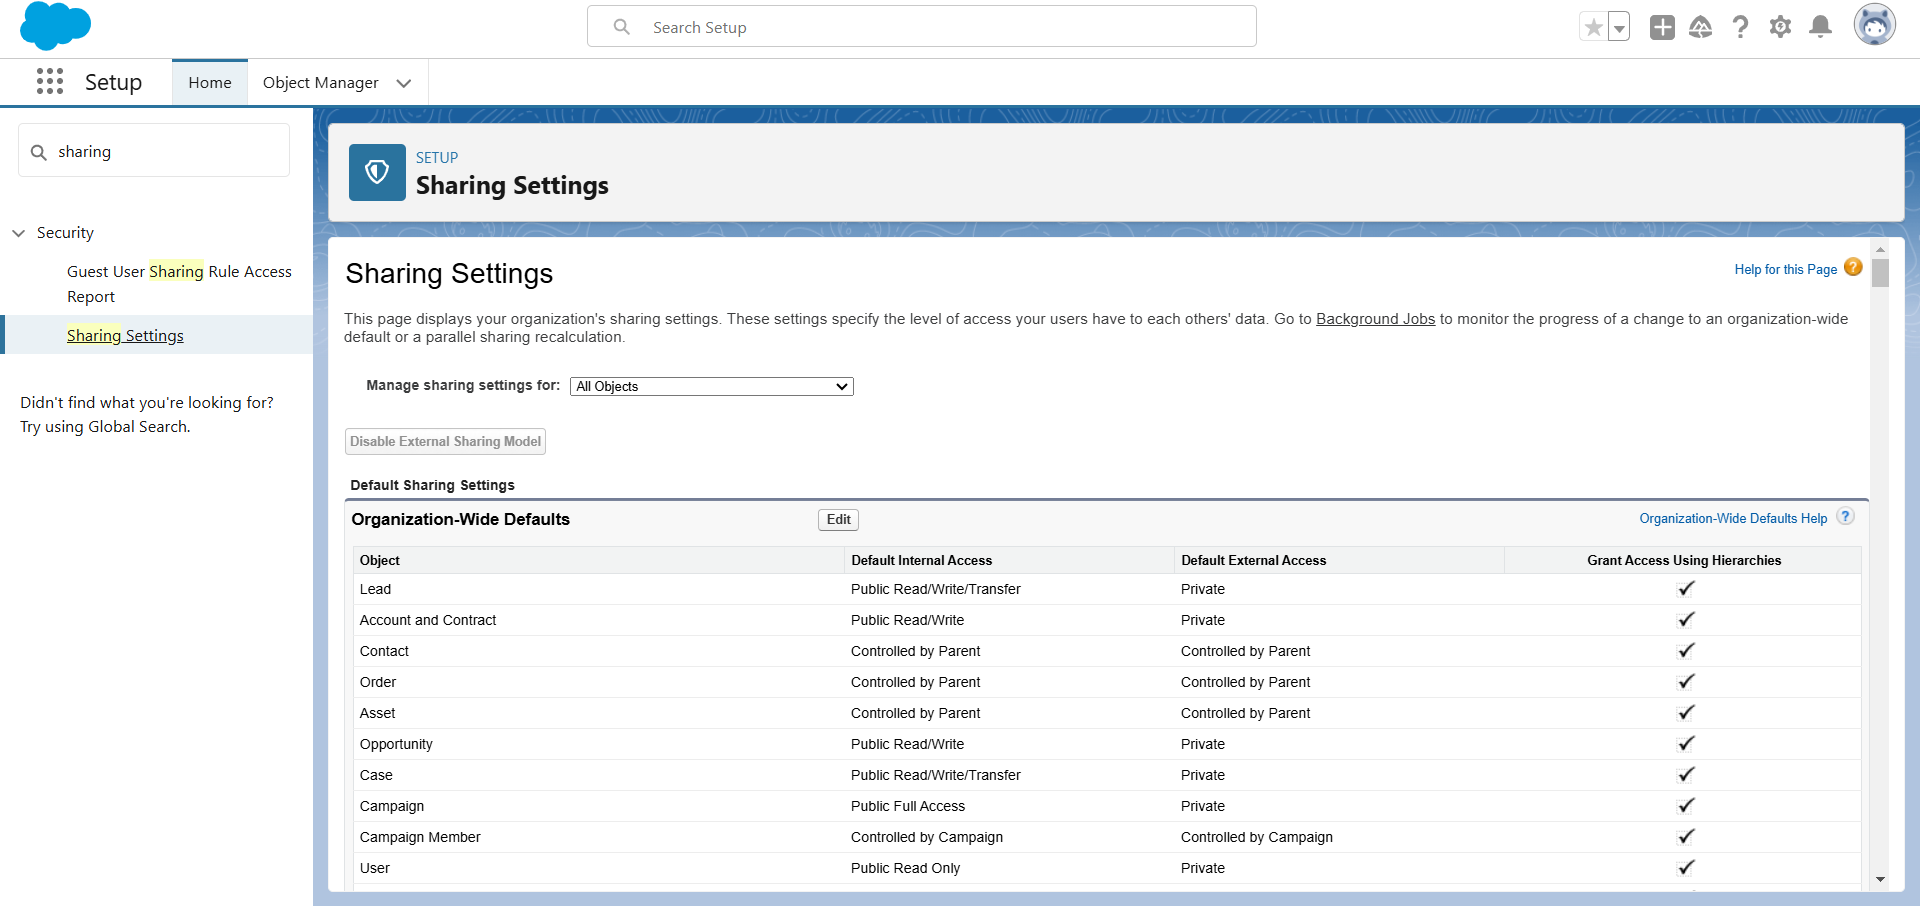 Search Setup
Setup
Home
Object Manager
sharing
Security
Guest User Sharing Rule Access
Report
Sharing Settings
Didn't find what you're looking for?
Try using Global Search.
SETUP
Sharing Settings
Sharing Settings
Help for this Page ?
This page displays your organization's sharing settings. These settings specify the level of access your users have to each others' data. Go to Background Jobs to monitor the progress of a change to an organization-wide
default or a parallel sharing recalculation.
Manage sharing settings for: All Objects
Disable External Sharing Model
Default Sharing Settings
Organization-Wide Defaults Edit Organization-Wide Defaults Help ?
Object Default Internal Access Default External Access Grant Access Using Hierarchies
Lead Public Read/Write/Transfer Private
Account and Contract Public Read/Write Private
Contact Controlled by Parent Controlled by Parent
Order Controlled by Parent Controlled by Parent
Asset Controlled by Parent Controlled by Parent
Opportunity Public Read/Write Private
Case Public Read/Write/Transfer Private
Campaign Public Full Access Private
Campaign Member Controlled by Campaign Controlled by Campaign
User Public Read Only Private